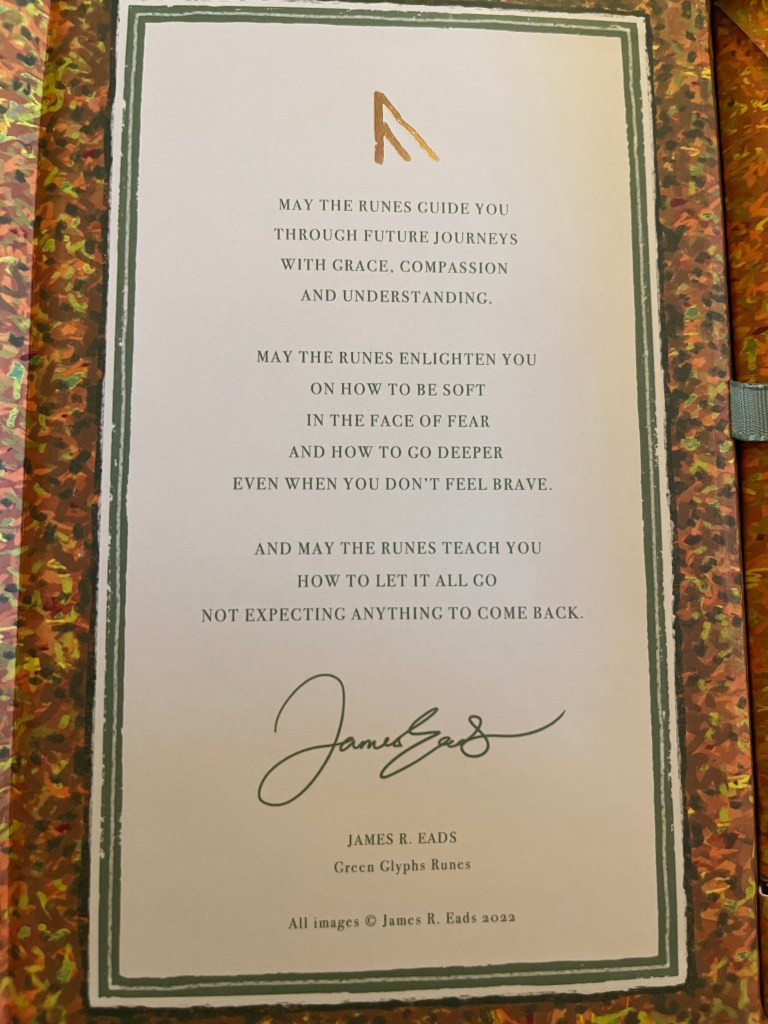 MAY THE RUNES GUIDE YOU
THROUGH FUTURE JOURNEYS
WITH GRACE, COMPASSION
AND UNDERSTANDING.
MAY THE RUNES ENLIGHTEN YOU
ON HOW TO BE SOFT
IN THE FACE OF FEAR
AND HOW TO GO DEEPER
EVEN WHEN YOU DON'T FEEL BRAVE.
AND MAY THE RUNES TEACH YOU
HOW TO LET IT ALL GO
NOT EXPECTING ANYTHING TO COME BACK.
James Eads
JAMES R. EADS
Green Glyphs Runes
All images © James R. Eads 2022